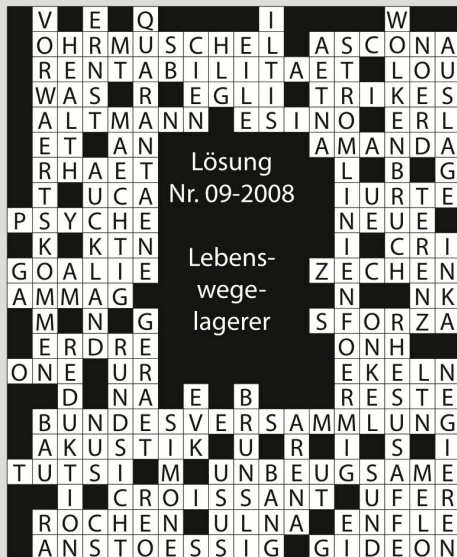 V E Q I W
OHRMUSCHEL ASCONA
RENTABILITAET LOU
WAS R EGLI TRIKES
ALTMANN ESINO ERL
ET AN AMANDA
RHAET Lösung L B G
T UCA Nr. 09-2008 IURTE
PSYCHE NEUE
K KTN I CRI
GOALIE Lebens- ZECHEN
AMMAG wege- N NK
M N G lagerer SFORZA
ERDRE ONH
ONE UR EKELN
D NA E B RESTE
BUNDESVERSAMMLUNG
AKUSTIK U R I S I
TUTSI M UNBEUGSAME
I CROISSANT UFER
ROCHEN ULNA ENFLE
ANSTOESSIG GIDEON